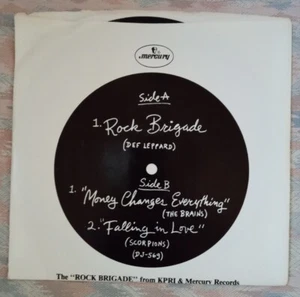 mercury
Side A
1. Rock Brigade
(DEF LEPPARD)
Side B
1. "Money Changes Everything"
(THE BRAINS)
2. "Falling in Love"
(SCORPIONS)
(DJ-569)
The "ROCK BRIGADE" from KPRI & Mercury Records